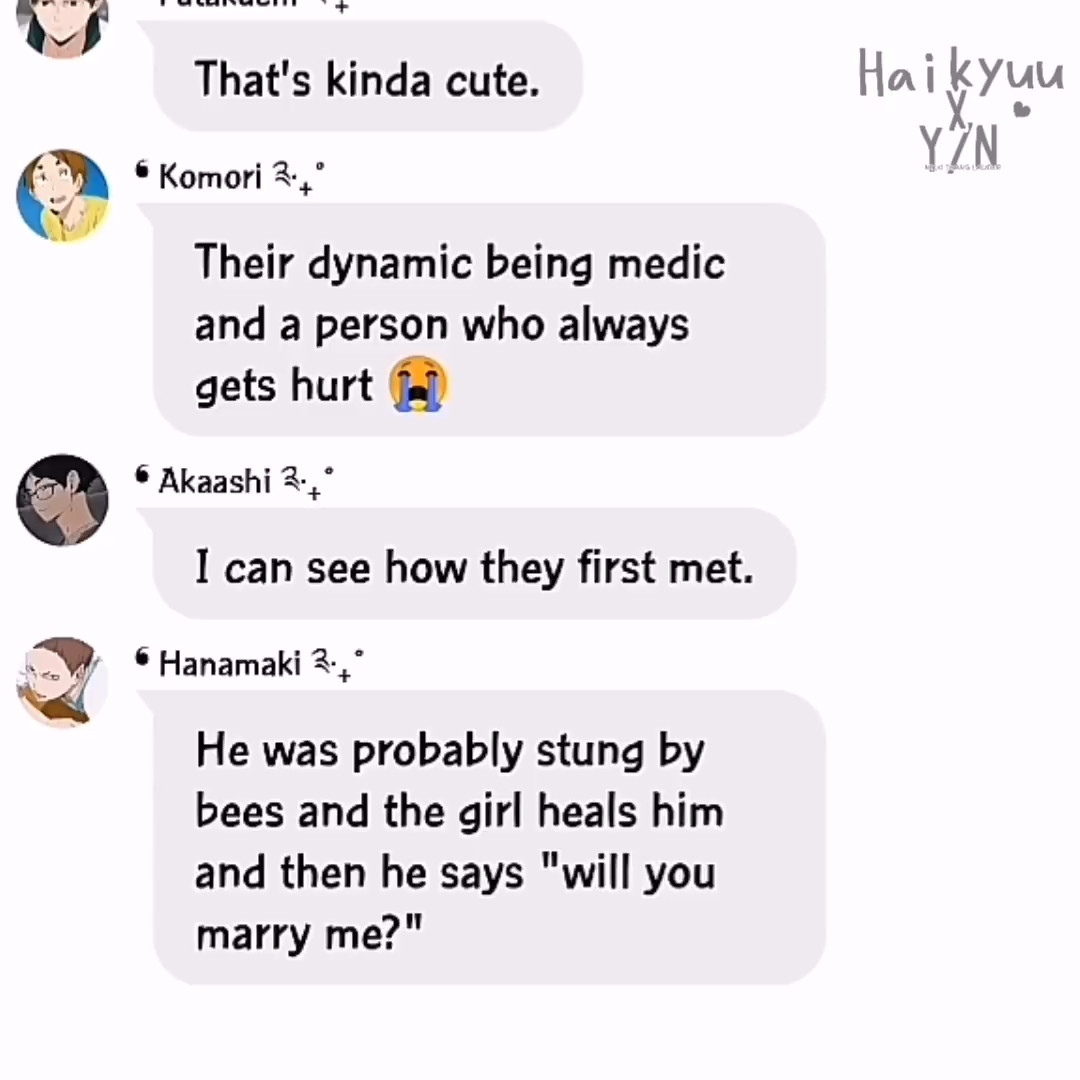 That's kinda cute.
Haikyuu
X
Y/N
❛ Komori ༉‧₊˚
Their dynamic being medic
and a person who always
gets hurt 😭
❛ Akaashi ༉‧₊˚
I can see how they first met.
❛ Hanamaki ༉‧₊˚
He was probably stung by
bees and the girl heals him
and then he says "will you
marry me?"